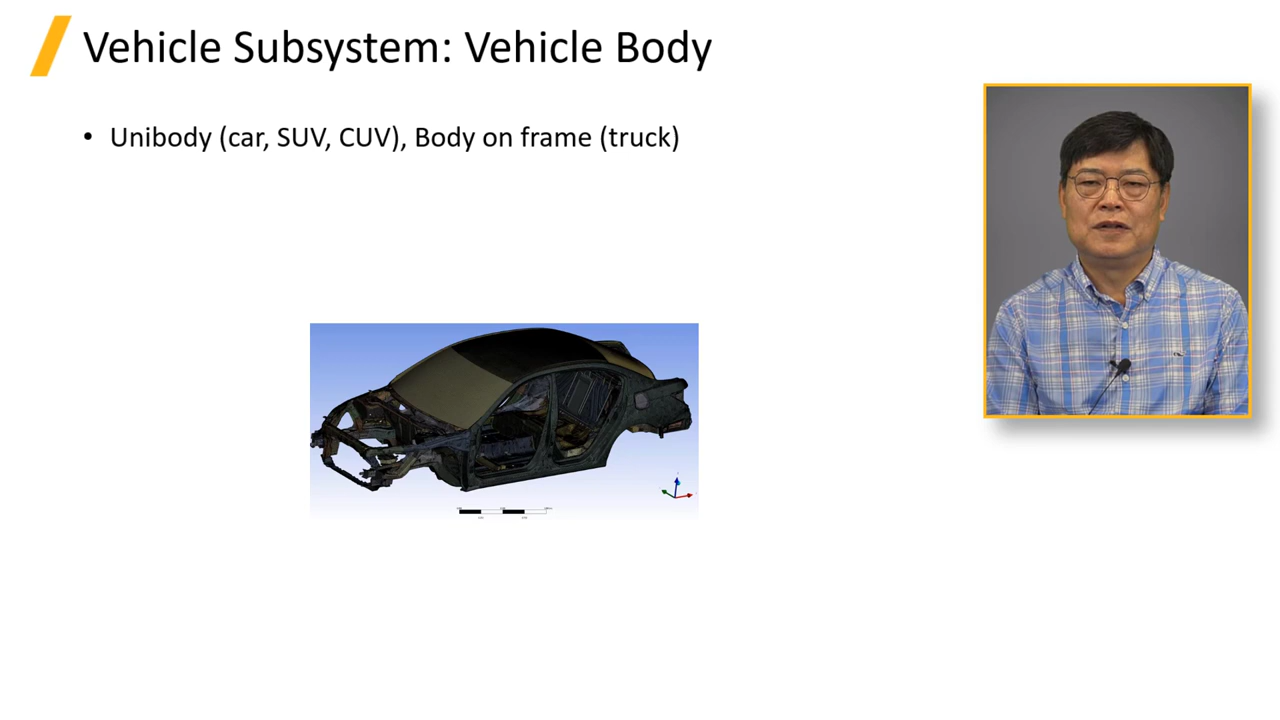 Vehicle Subsystem: Vehicle Body
• Unibody (car, SUV, CUV), Body on frame (truck)